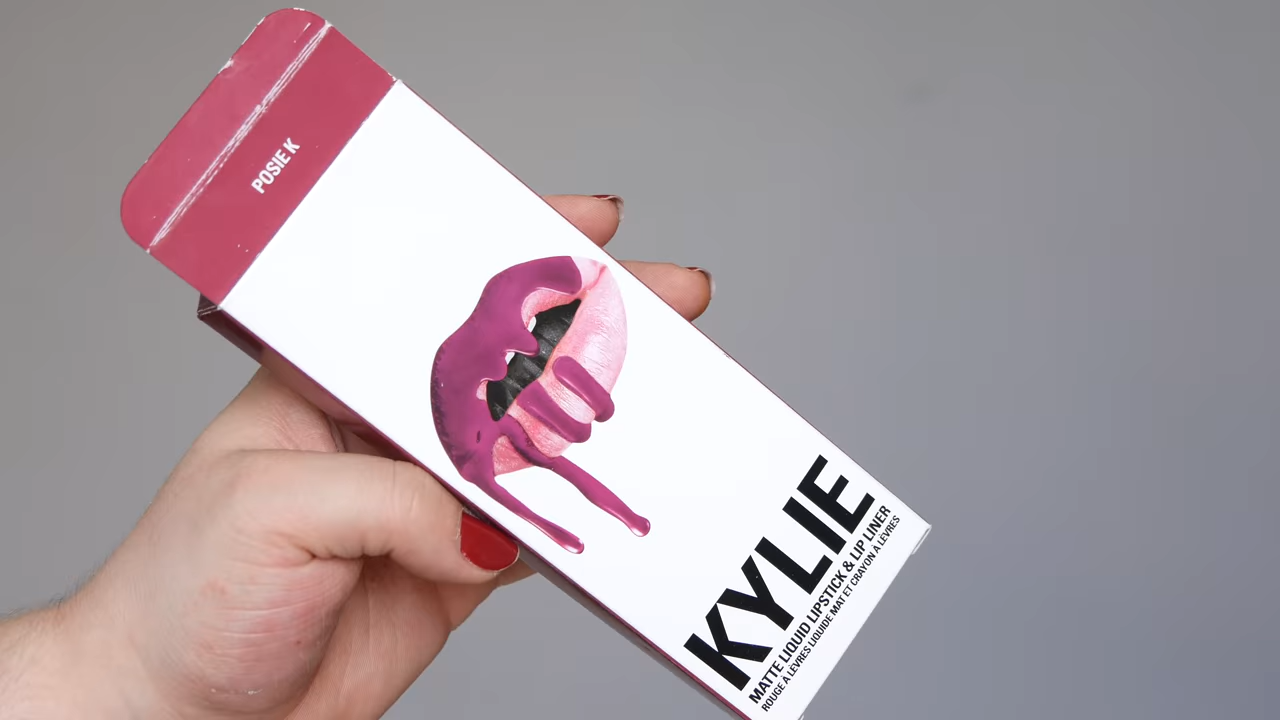 POSIE K
KYLIE
MATTE LIQUID LIPSTICK & LIP LINER
ROUGE À LÈVRES LIQUIDE MAT ET CRAYON À LÈVRES